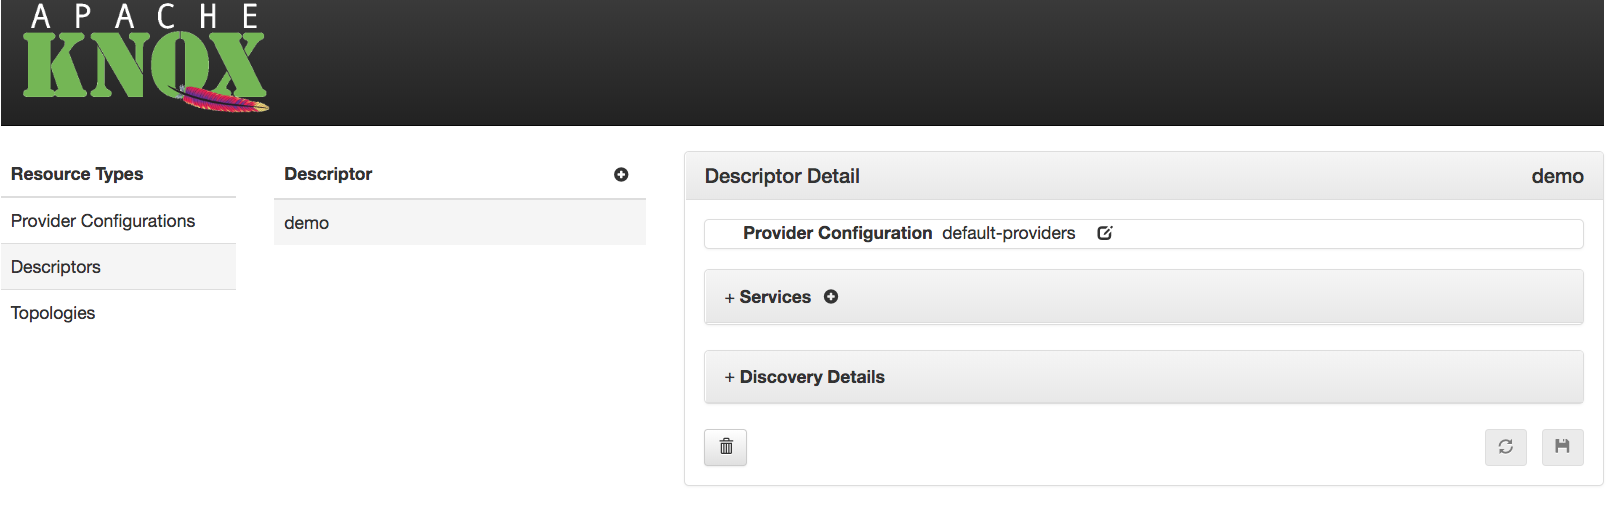 APACHE
KNOX
Resource Types
Provider Configurations
Descriptors
Topologies
Descriptor
demo
Descriptor Detail demo
Provider Configuration default-providers
+ Services
+ Discovery Details